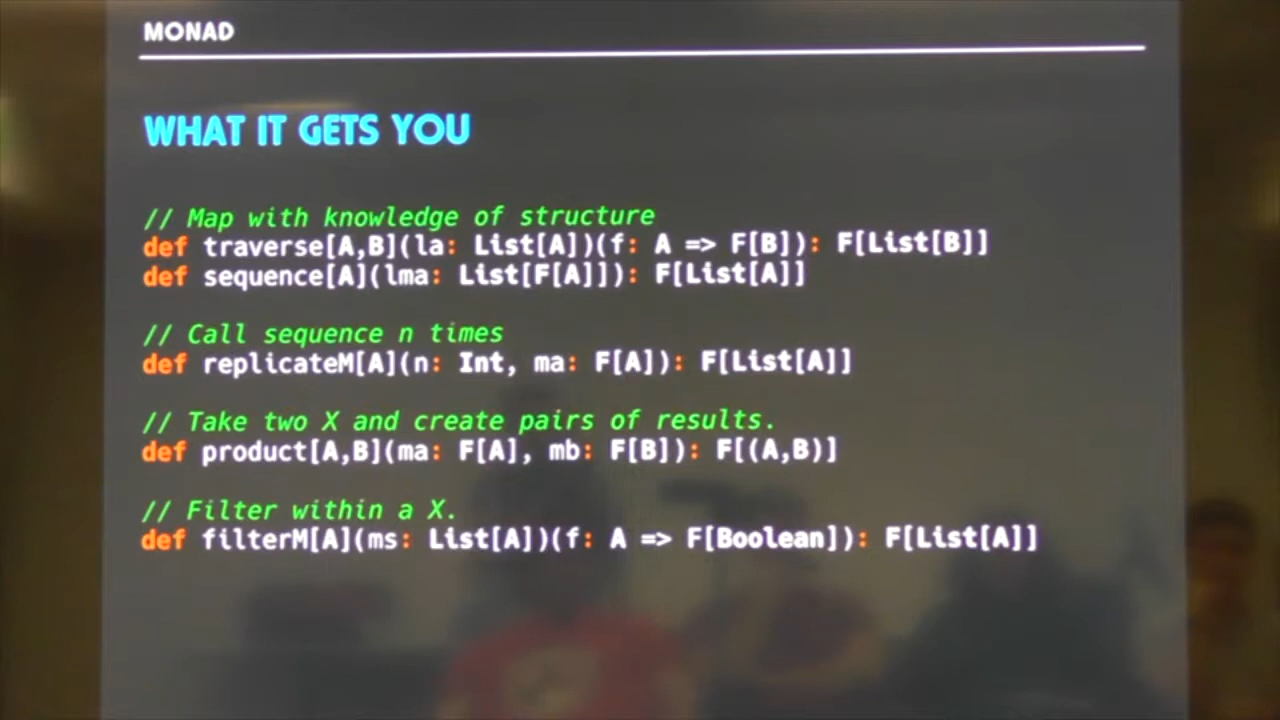 MONAD
WHAT IT GETS YOU
// Map with knowledge of structure
def traverse[A,B](la: List[A])(f: A => F[B]): F[List[B]]
def sequence[A](lma: List[F[A]]): F[List[A]]
// Call sequence n times
def replicateM[A](n: Int, ma: F[A]): F[List[A]]
// Take two X and create pairs of results.
def product[A,B](ma: F[A], mb: F[B]): F[(A,B)]
// Filter within a X.
def filterM[A](ms: List[A])(f: A => F[Boolean]): F[List[A]]